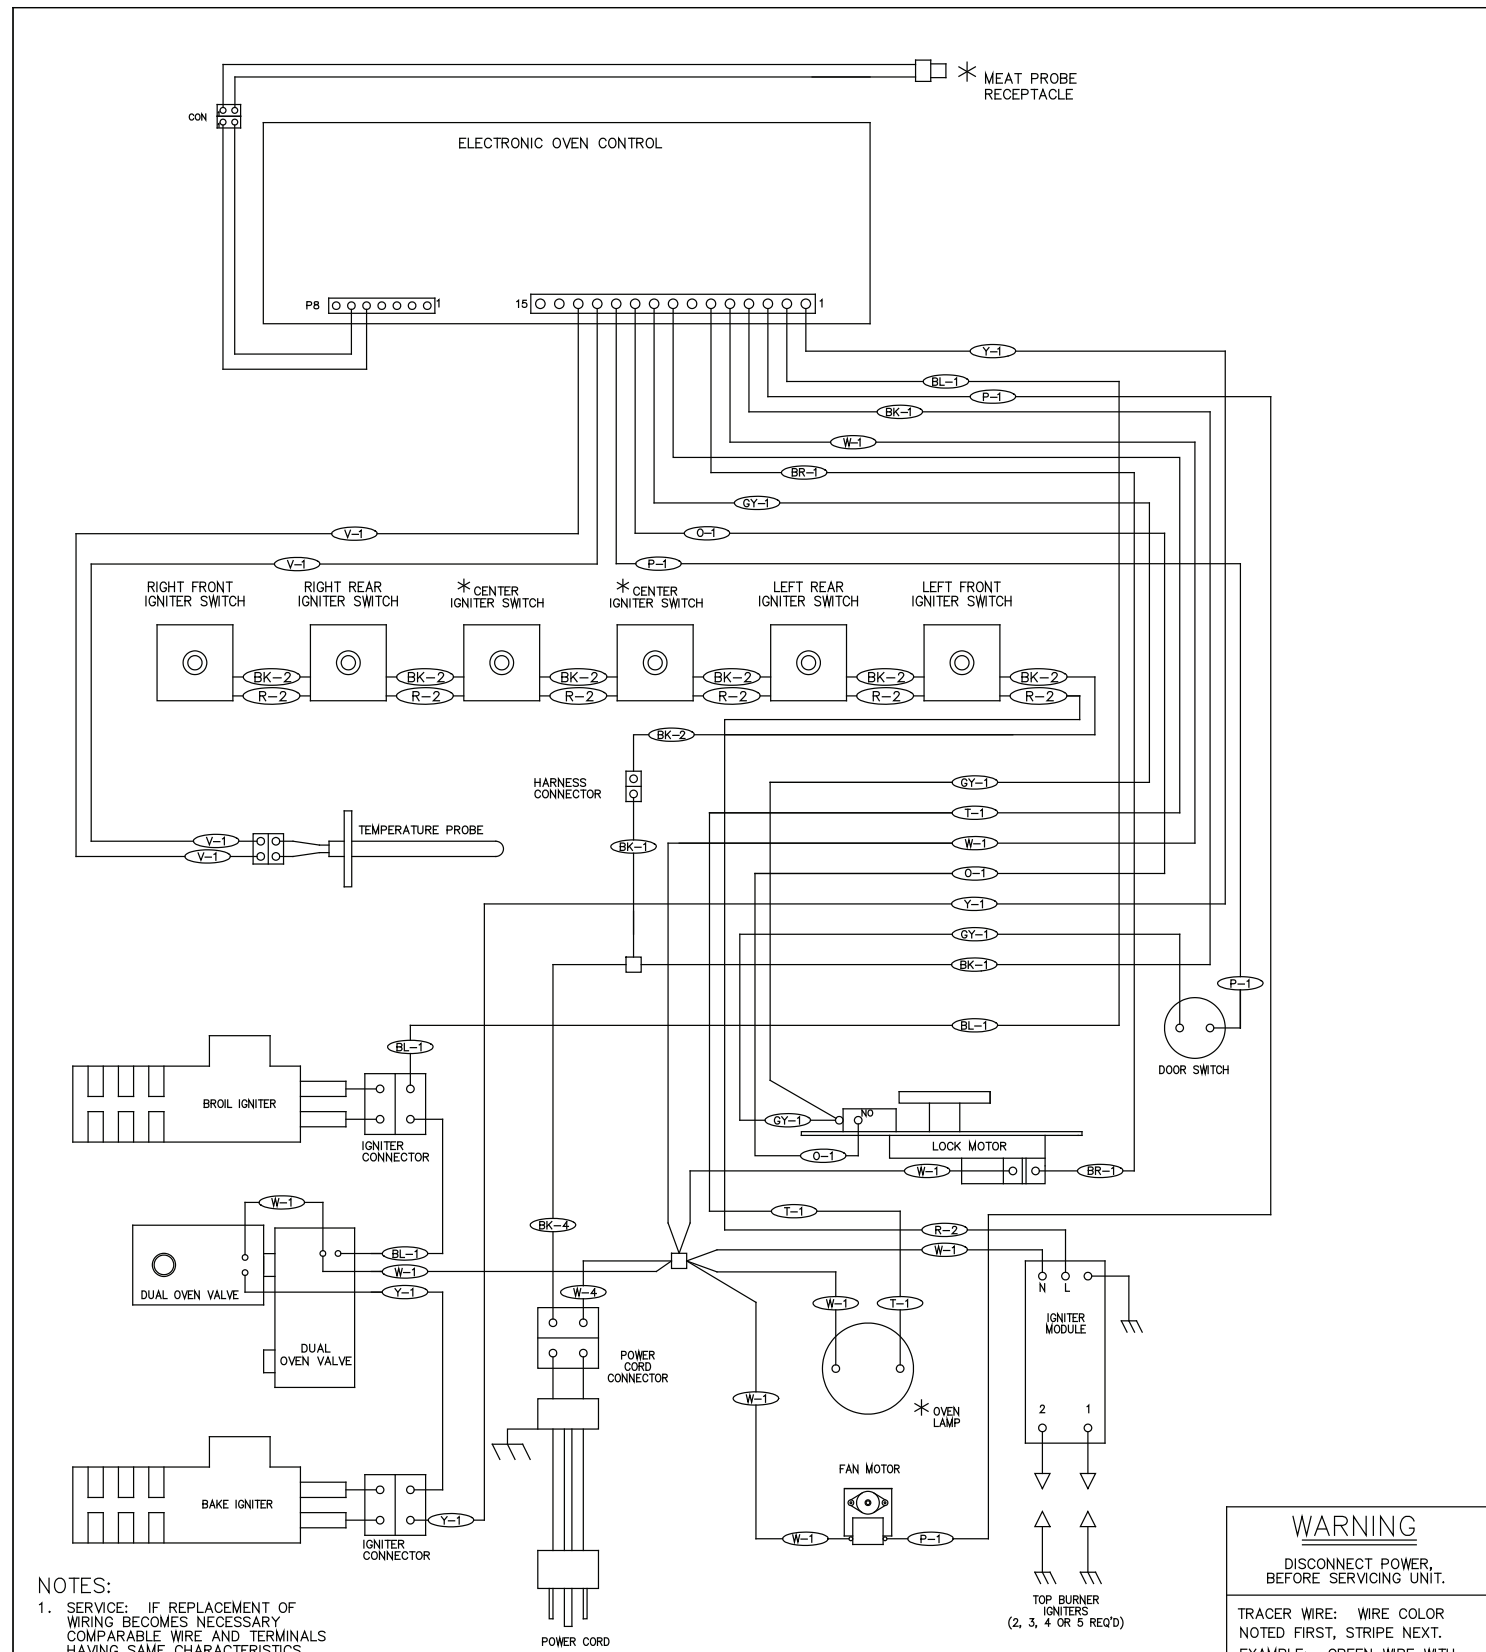 MEAT PROBE
RECEPTACLE
CON
ELECTRONIC OVEN CONTROL
P8 1
15 1
Y-1
BL-1
P-1
BK-1
W-1
BR-1
GY-1
V-1
O-1
V-1
P-1
RIGHT FRONT
IGNITER SWITCH
RIGHT REAR
IGNITER SWITCH
CENTER
IGNITER SWITCH
CENTER
IGNITER SWITCH
LEFT REAR
IGNITER SWITCH
LEFT FRONT
IGNITER SWITCH
BK-2 BK-2 BK-2 BK-2 BK-2 BK-2
R-2 R-2 R-2 R-2 R-2 R-2
BK-2
HARNESS
CONNECTOR
GY-1
T-1
TEMPERATURE PROBE
V-1
V-1
BK-1
W-1
O-1
Y-1
GY-1
BK-1
P-1
BL-1
BL-1
DOOR SWITCH
BROIL IGNITER
IGNITER
CONNECTOR
GY-1
NO
LOCK MOTOR
O-1
W-1
BR-1
W-1
T-1
BK-4
R-2
BL-1
W-1
W-1
Y-1
DUAL OVEN VALVE
DUAL
OVEN VALVE
W-4
W-1
T-1
N L
IGNITER
MODULE
POWER
CORD
CONNECTOR
W-1
OVEN
LAMP
2 1
FAN MOTOR
BAKE IGNITER
Y-1
IGNITER
CONNECTOR
W-1
P-1
TOP BURNER
IGNITERS
(2, 3, 4 OR 5 REQ'D)
POWER CORD
NOTES:
1. SERVICE: IF REPLACEMENT OF
WIRING BECOMES NECESSARY
COMPARABLE WIRE AND TERMINALS
HAVING SAME CHARACTERISTICS
WARNING
DISCONNECT POWER,
BEFORE SERVICING UNIT.
TRACER WIRE: WIRE COLOR
NOTED FIRST, STRIPE NEXT.
EXAMPLE: GREEN WIRE WITH